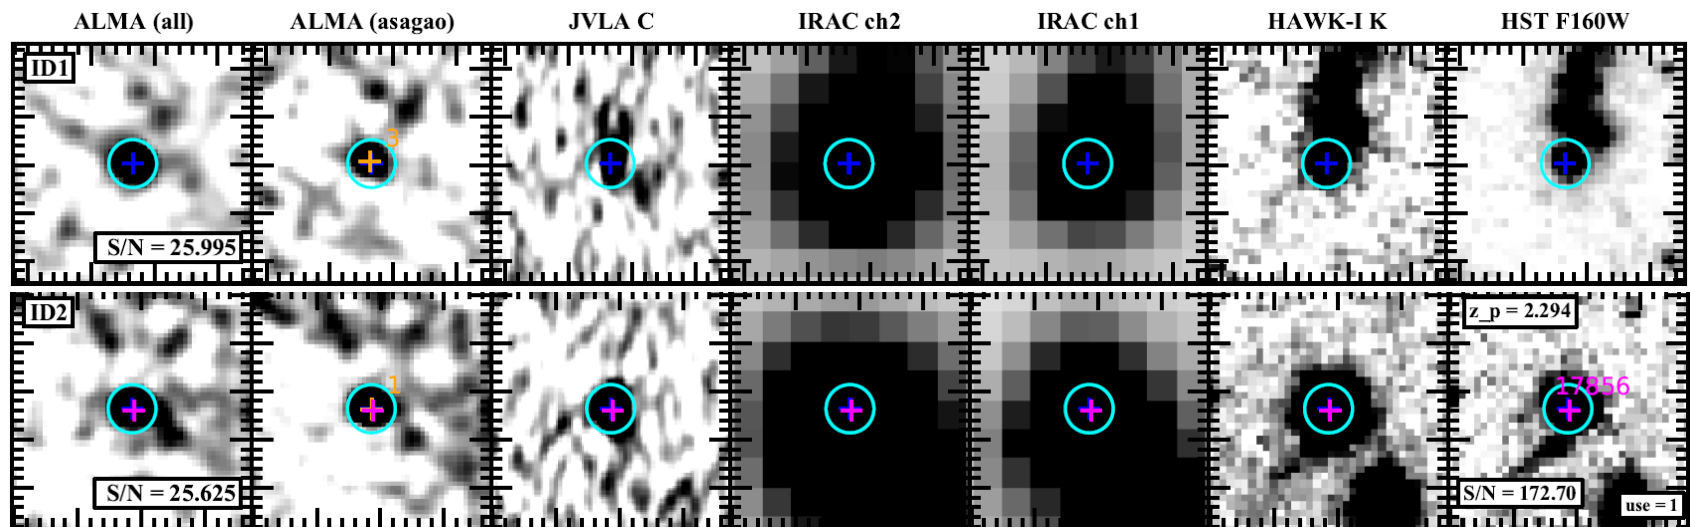 ALMA (all) ALMA (asagao) JVLA C IRAC ch2 IRAC ch1 HAWK-I K HST F160W
ID1
3
S/N = 25.995
ID2
z_p = 2.294
1
17856
S/N = 25.625
S/N = 172.70
use = 1